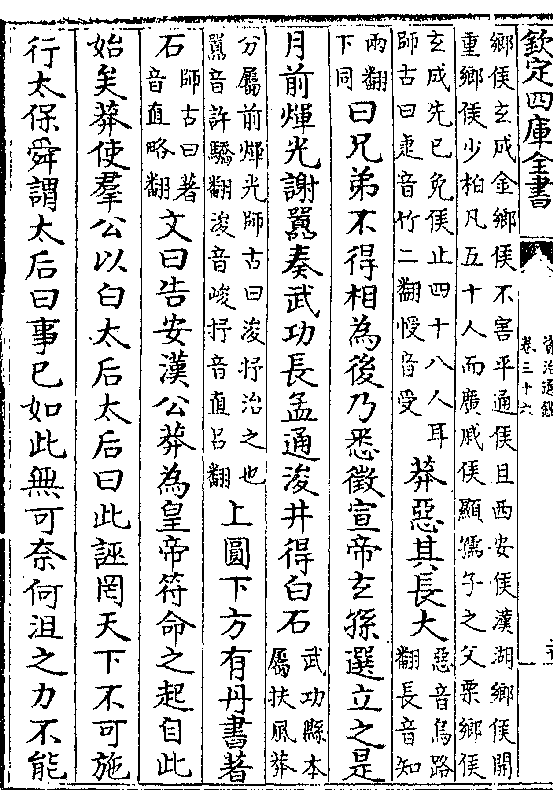 欽定四庫全書
資治通鑑
卷三十六
鄉侯玄成金鄉侯不害平通侯且西安侯漢湖鄉侯開
重鄉侯少柏凡五十人而廣戚侯顯孺子之父栗鄉侯
玄成先已免侯止四十八人耳
師古曰疌音竹二翻㥅音受
莽惡其長大
惡音烏路
翻長音知
兩翻
下同
曰兄弟不得相為後乃悉徵宣帝玄孫選立之是
月前煇光謝囂奏武功長孟通浚井得白石
武功縣本
屬扶風莽
分屬前煇光師古曰浚抒治之也
囂音許驕翻浚音峻抒音直呂翻
上圓下方有丹書著
石
師古曰著
音直略翻
文曰告安漢公莽為皇帝符命之起自此
始矣莽使羣公以白太后太后曰此誣罔天下不可施
行太保舜謂太后曰事已如此無可奈何沮之力不能